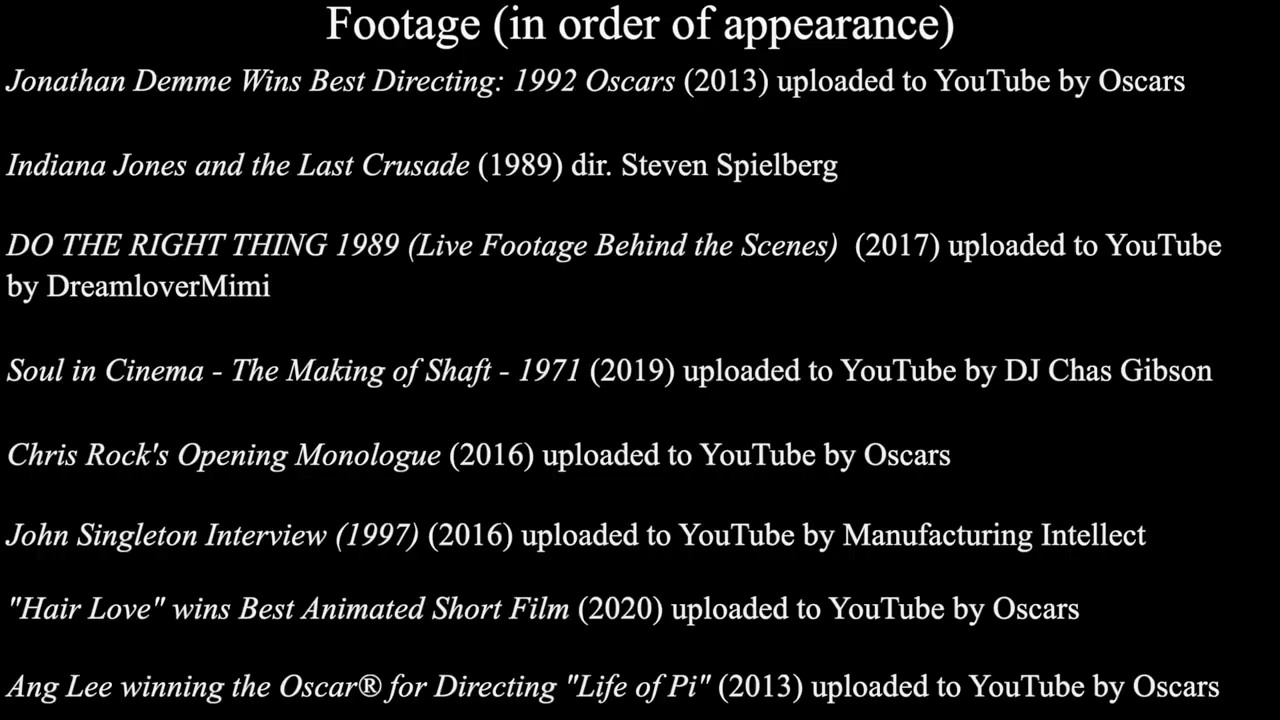 Footage (in order of appearance)
Jonathan Demme Wins Best Directing: 1992 Oscars (2013) uploaded to YouTube by Oscars
Indiana Jones and the Last Crusade (1989) dir. Steven Spielberg
DO THE RIGHT THING 1989 (Live Footage Behind the Scenes) (2017) uploaded to YouTube
by DreamloverMimi
Soul in Cinema - The Making of Shaft - 1971 (2019) uploaded to YouTube by DJ Chas Gibson
Chris Rock's Opening Monologue (2016) uploaded to YouTube by Oscars
John Singleton Interview (1997) (2016) uploaded to YouTube by Manufacturing Intellect
"Hair Love" wins Best Animated Short Film (2020) uploaded to YouTube by Oscars
Ang Lee winning the Oscar® for Directing "Life of Pi" (2013) uploaded to YouTube by Oscars